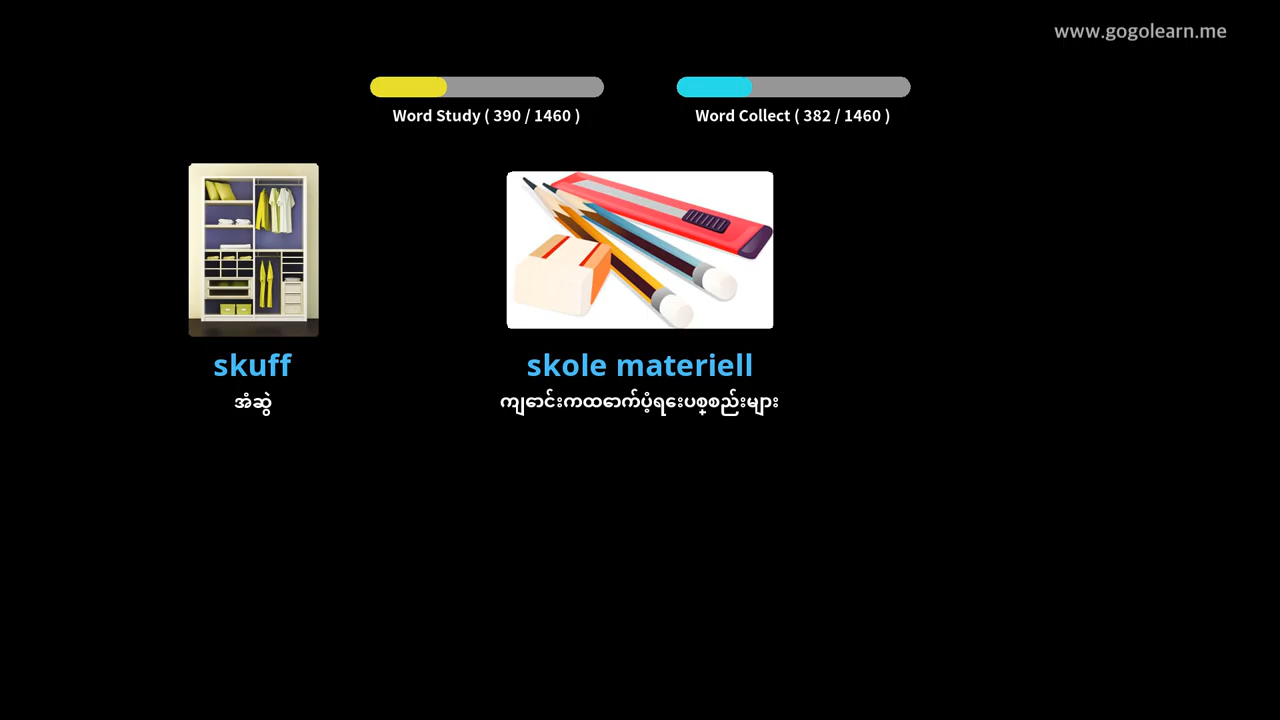 www.gogolearn.me
Word Study ( 390 / 1460 )
Word Collect ( 382 / 1460 )
skuff
အံဆွဲ
skole materiell
ကျောင်းကထောက်ပံ့ရေးပစ္စည်းများ